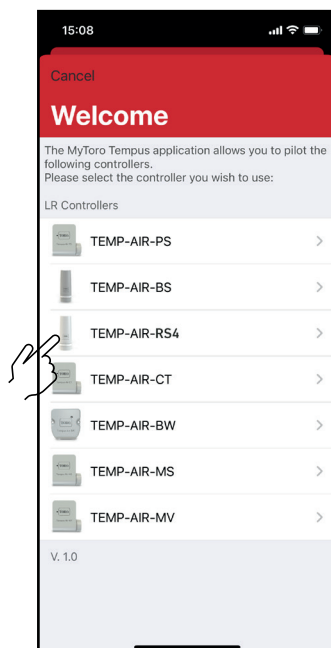 15:08
Cancel
Welcome
The MyToro Tempus application allows you to pilot the
following controllers.
Please select the controller you wish to use:
LR Controllers
TEMP-AIR-PS
TEMP-AIR-BS
TEMP-AIR-RS4
TEMP-AIR-CT
TEMP-AIR-BW
TEMP-AIR-MS
TEMP-AIR-MV
V. 1.0